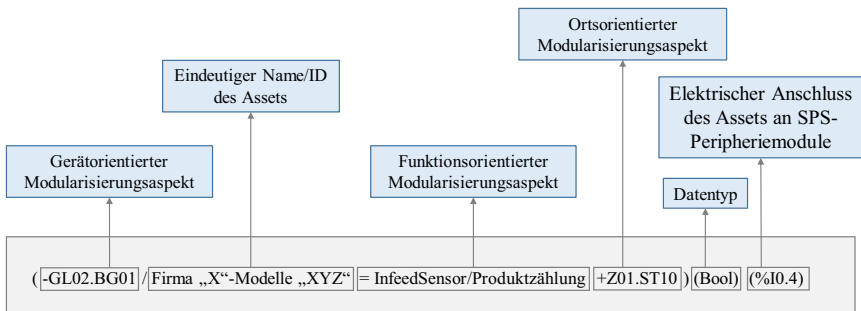 Ortsorientierter
Modularisierungsaspekt
Eindeutiger Name/ID
des Assets
Elektrischer Anschluss
des Assets an SPS-
Peripheriemodule
Gerätorientierter
Modularisierungsaspekt
Funktionsorientierter
Modularisierungsaspekt
Datentyp
( -GL02.BG01 / Firma „X“-Modelle „XYZ“ = InfeedSensor/Produktzählung +Z01.ST10 ) (Bool) (%I0.4)